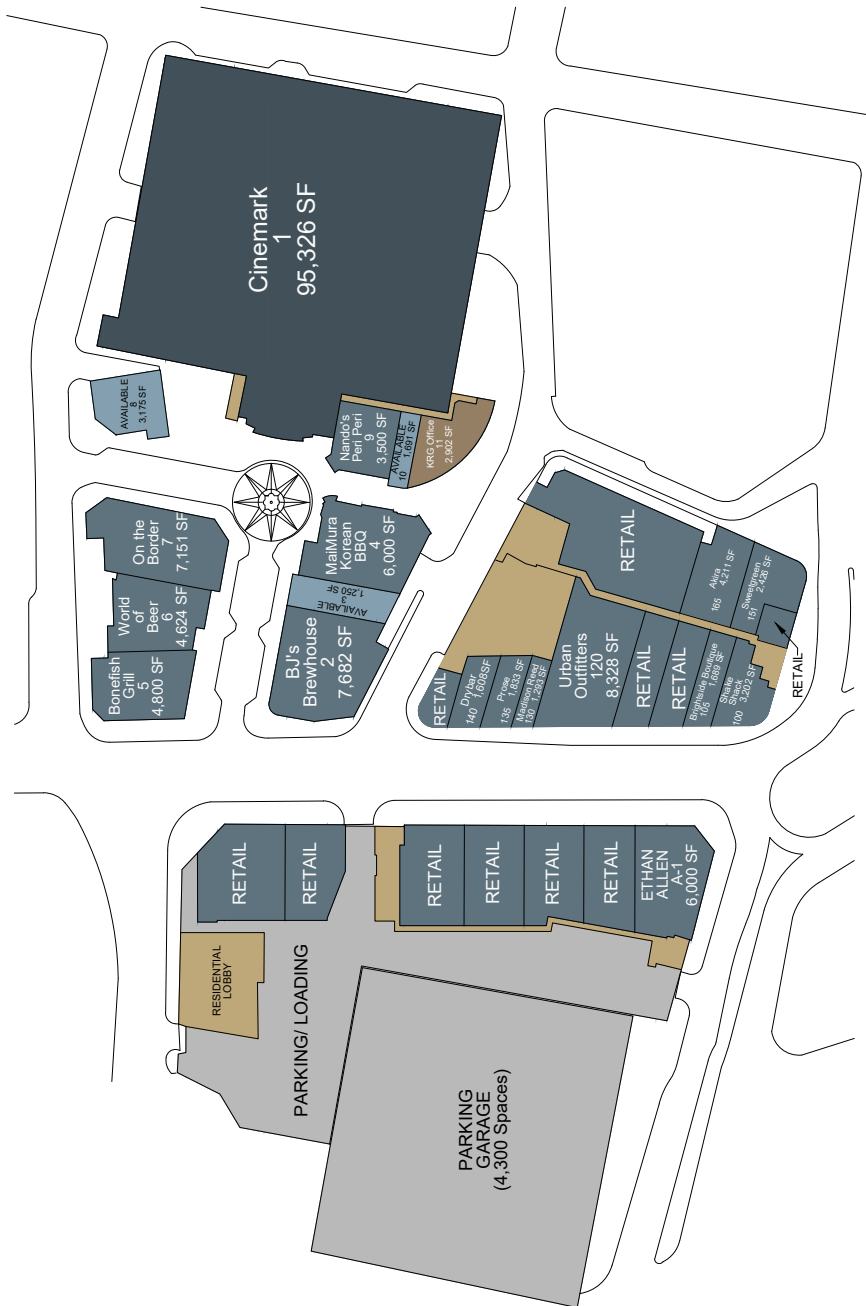 Cinemark
1
95,326 SF
AVAILABLE
8
3,175 SF
Nando's
Peri Peri
9
3,500 SF
AVAILABLE
10 1,691 SF
KRG Office
11
2,902 SF
On the
Border
7
7,151 SF
World
of
Beer
6
4,624 SF
Bonefish
Grill
5
4,800 SF
MaiMura
Korean
BBQ
4
6,000 SF
AVAILABLE
3
1,250 SF
BJ's
Brewhouse
2
7,682 SF
RETAIL
Akira
165 4,211 SF
Sweetgreen
151 2,426 SF
RETAIL
RETAIL
Drybar
140 1,608SF
Prose
135 1,833 SF
Madison Reed
130 1,293 SF
Urban
Outfitters
120
8,328 SF
RETAIL
RETAIL
Brightside Boutique
105 1,669 SF
Shake
Shack
100 3,202 SF
RETAIL
RETAIL
RETAIL
RETAIL
RETAIL
RETAIL
ETHAN
ALLEN
A-1
6,000 SF
RESIDENTIAL
LOBBY
PARKING/ LOADING
PARKING
GARAGE
(4,300 Spaces)